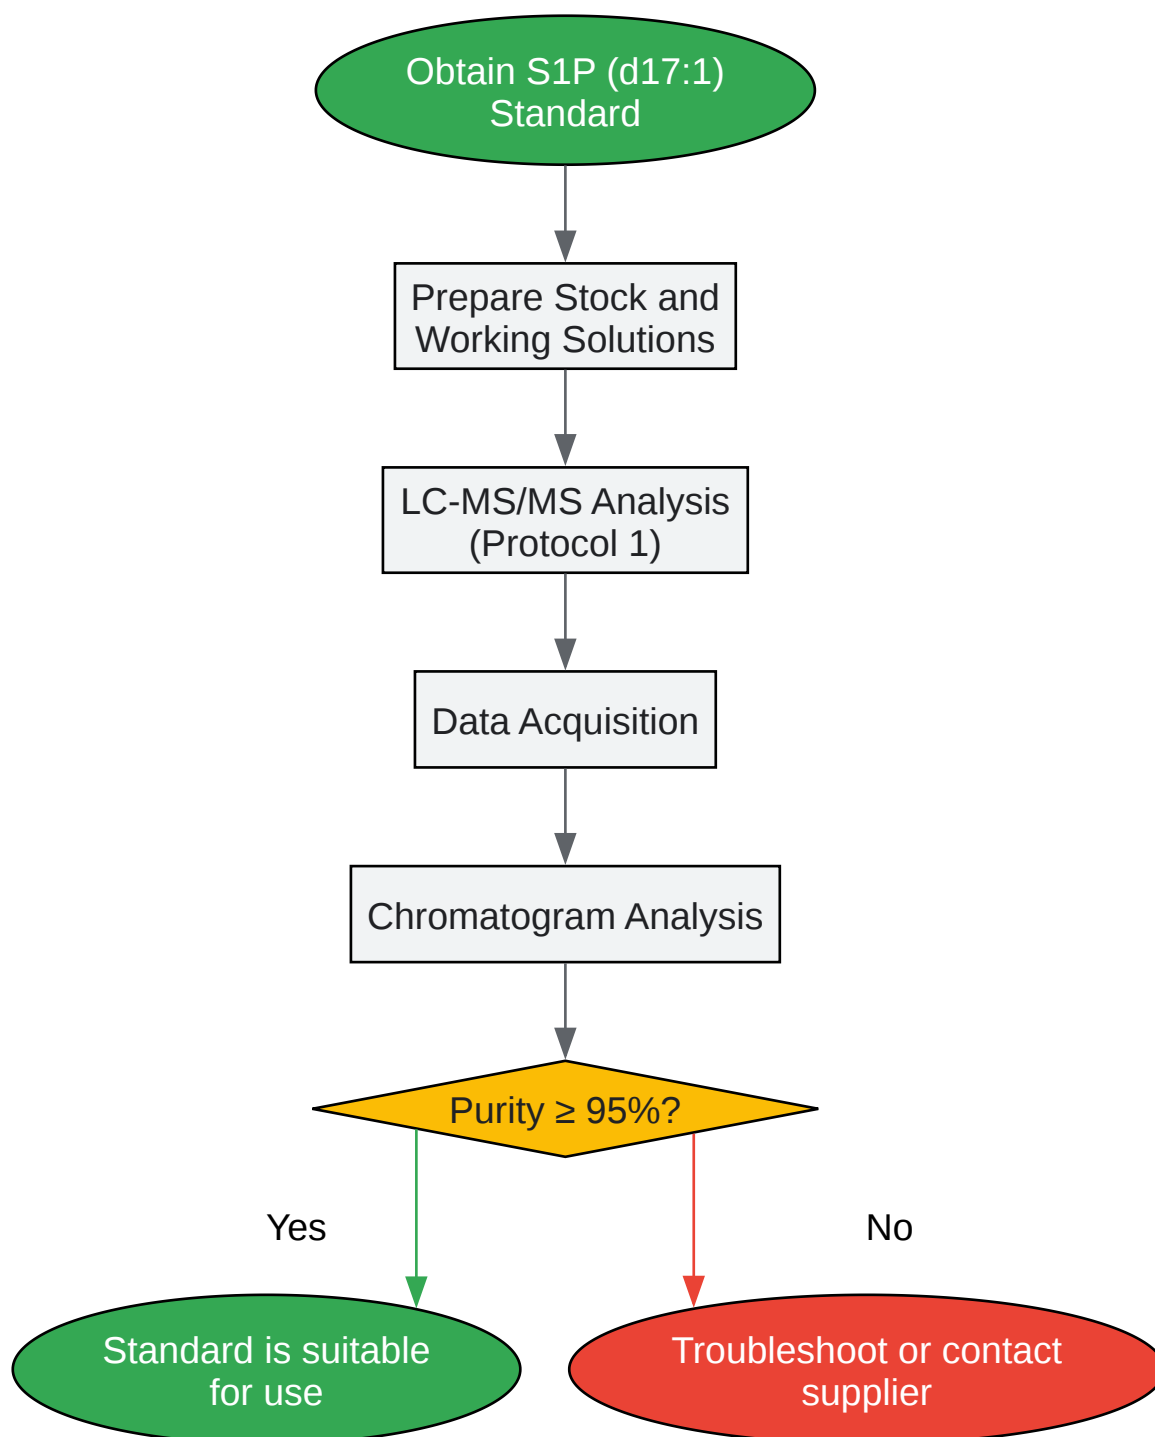 Obtain S1P (d17:1)
Standard
Prepare Stock and
Working Solutions
LC-MS/MS Analysis
(Protocol 1)
Data Acquisition
Chromatogram Analysis
Purity ≥ 95%?
Yes
No
Standard is suitable
for use
Troubleshoot or contact
supplier